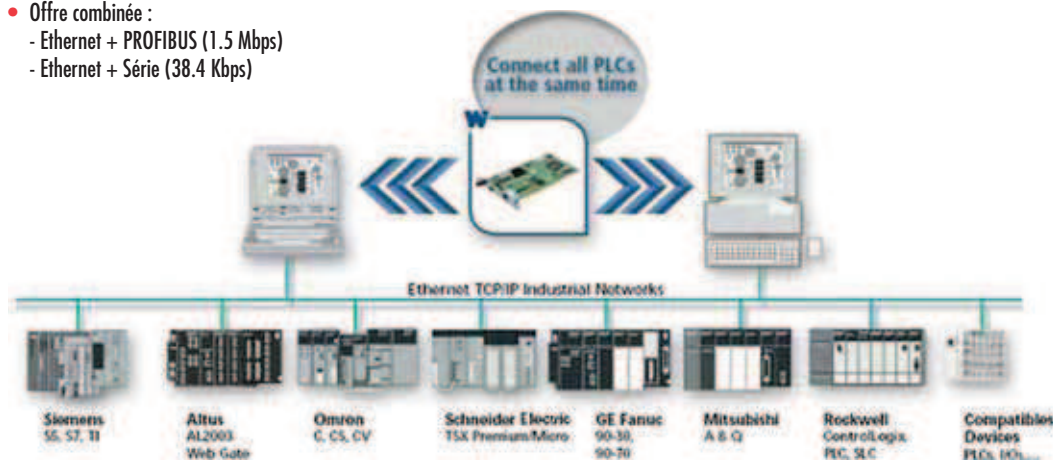 • Offre combinée :
- Ethernet + PROFIBUS (1.5 Mbps)
- Ethernet + Série (38.4 Kbps)
Connect all PLCs
at the same time
W
Ethernet TCP/IP Industrial Networks
Siemens
S5, S7, TI
Altus
AL2003
Web Gate
Omron
C, CS, CV
Schneider Electric
TSX Premium/Micro
GE Fanuc
90-30,
90-70
Mitsubishi
A & Q
Rockwell
ControlLogix
PLC, SLC
Compatibles
Devices
PLCs, I/Os,...